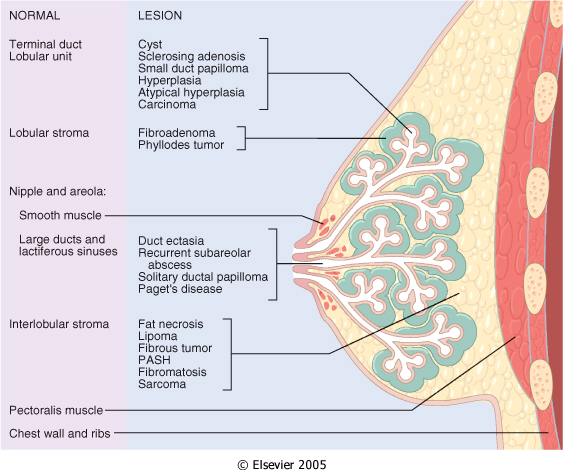 NORMAL
LESION
Terminal duct
Lobular unit
Cyst
Sclerosing adenosis
Small duct papilloma
Hyperplasia
Atypical hyperplasia
Carcinoma
Lobular stroma
Fibroadenoma
Phyllodes tumor
Nipple and areola:
Smooth muscle
Large ducts and
lactiferous sinuses
Duct ectasia
Recurrent subareolar
abscess
Solitary ductal papilloma
Paget's disease
Interlobular stroma
Fat necrosis
Lipoma
Fibrous tumor
PASH
Fibromatosis
Sarcoma
Pectoralis muscle
Chest wall and ribs
© Elsevier 2005